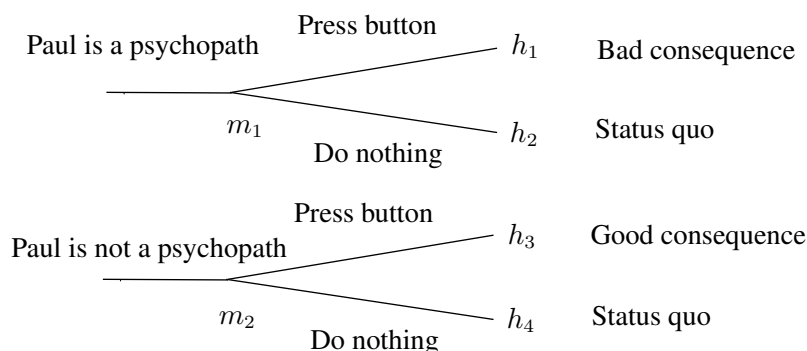 Press button
Paul is a psychopath
h₁ Bad consequence
m₁
h₂ Status quo
Do nothing
Press button
Paul is not a psychopath
h₃ Good consequence
m₂
h₄ Status quo
Do nothing